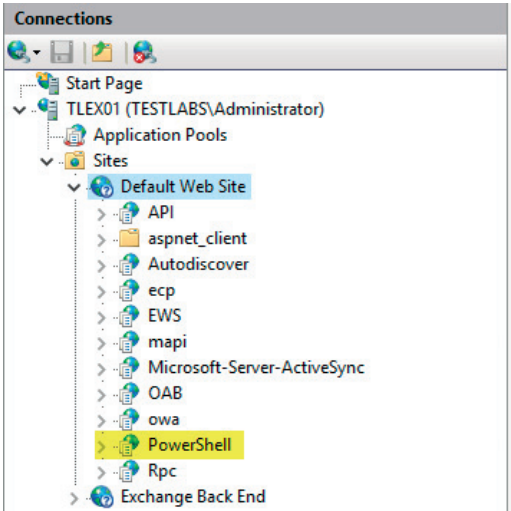 Connections
Start Page
TLEX01 (TESTLABS\Administrator)
Application Pools
Sites
Default Web Site
API
aspnet_client
Autodiscover
ecp
EWS
mapi
Microsoft-Server-ActiveSync
OAB
owa
PowerShell
Rpc
Exchange Back End